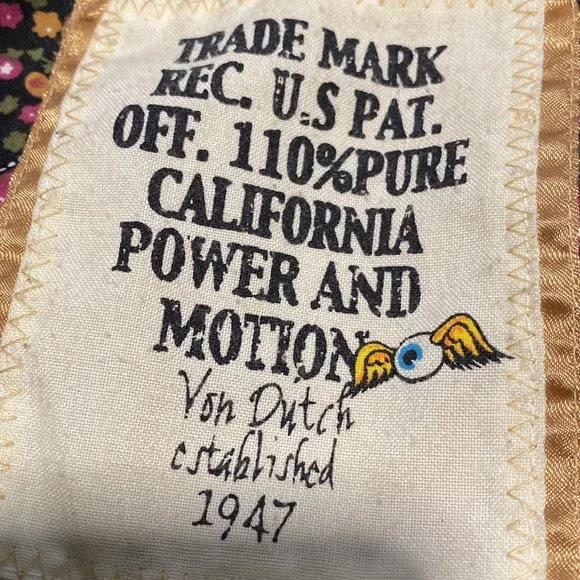 TRADE MARK
REC. U.S PAT.
OFF. 110%PURE
CALIFORNIA
POWER AND
MOTION
Von Dutch
established
1947